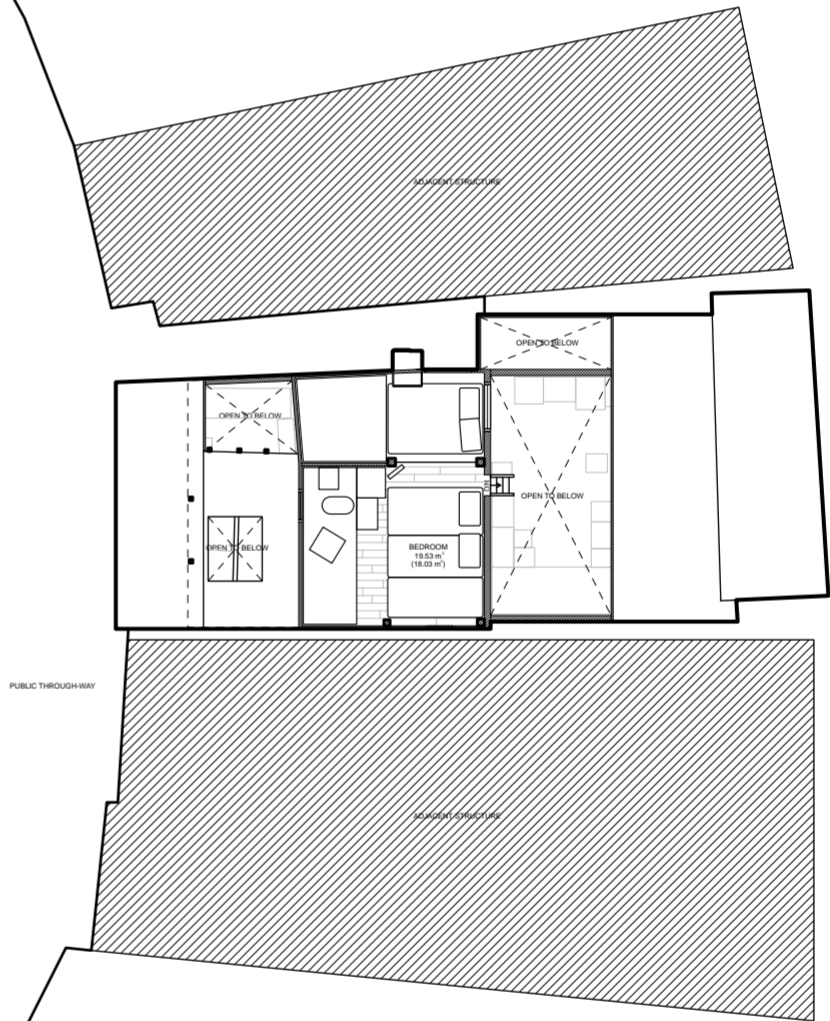 ADJACENT STRUCTURE
OPEN TO BELOW
OPEN TO BELOW
DN
OPEN TO BELOW
OPEN TO BELOW
BEDROOM
19.53 m²
(18.03 m²)
PUBLIC THROUGH-WAY
ADJACENT STRUCTURE